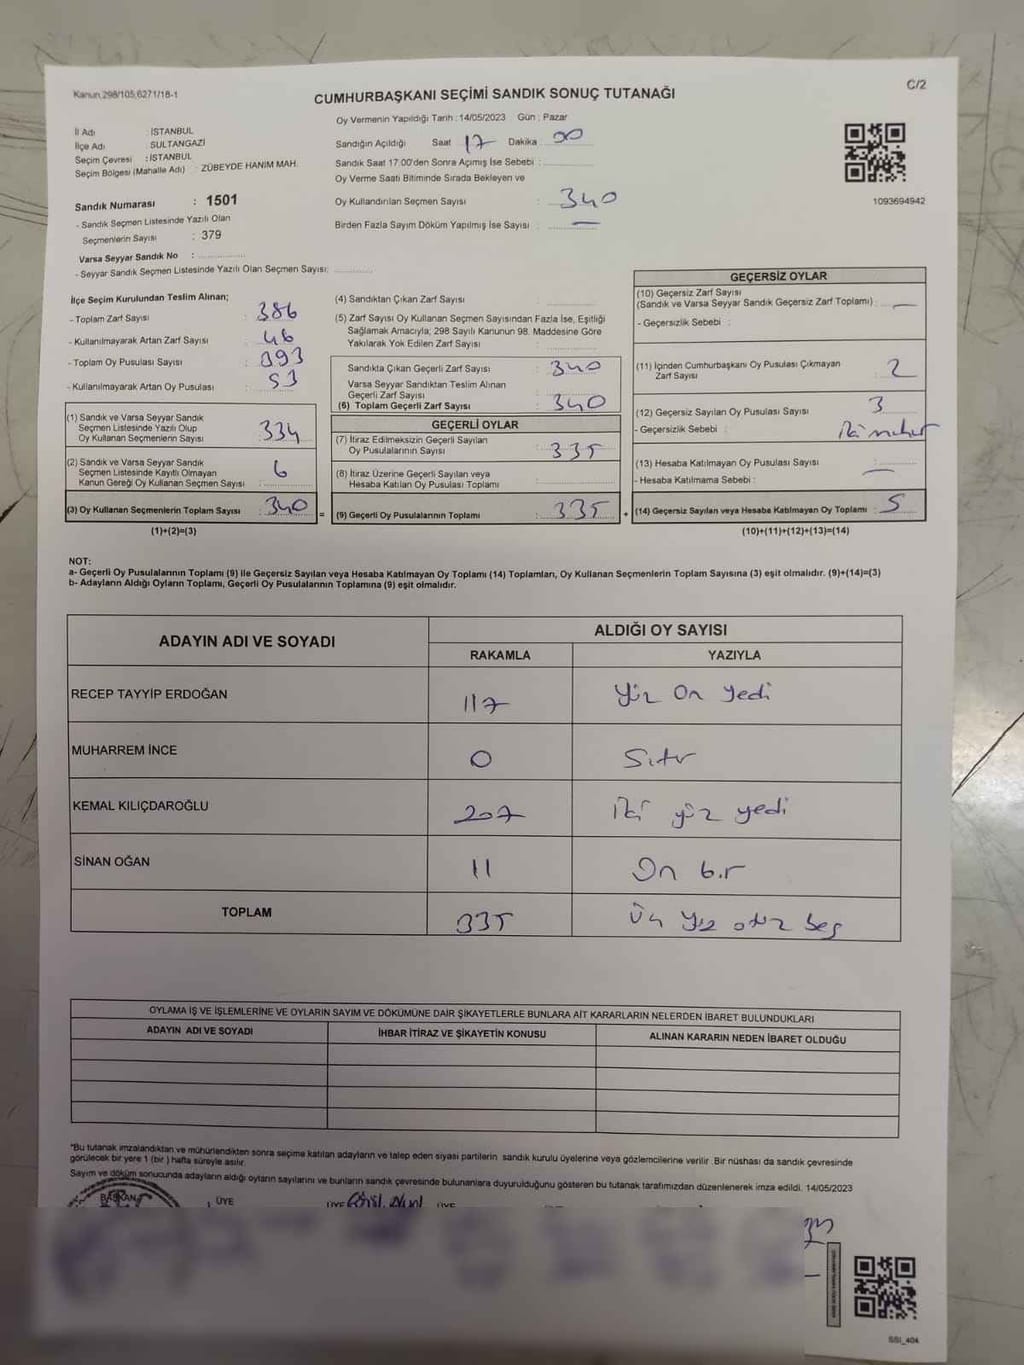 Kanun,298/105,6271/18-1
C/2
CUMHURBAŞKANI SEÇİMİ SANDIK SONUÇ TUTANAĞI
Oy Vermenin Yapıldığı Tarih :14/05/2023 Gün : Pazar
İl Adı : İSTANBUL
İlçe Adı SULTANGAZİ
Seçim Çevresi : İSTANBUL
Seçim Bölgesi (Mahalle Adı) : ZÜBEYDE HANIM MAH.
Sandığın Açıldığı Saat 17 Dakika 00
Sandık Saat 17:00'den Sonra Açımış İse Sebebi :
Oy Verme Saati Bitiminde Sırada Bekleyen ve
Oy Kullandırılan Seçmen Sayısı : 340
Birden Fazla Sayım Döküm Yapılmış İse Sayısı : —
1093694942
Sandık Numarası : 1501
- Sandık Seçmen Listesinde Yazılı Olan
Seçmenlerin Sayısı : 379
Varsa Seyyar Sandık No :
- Seyyar Sandık Seçmen Listesinde Yazılı Olan Seçmen Sayısı:
İlçe Seçim Kurulundan Teslim Alınan;
- Toplam Zarf Sayısı : 386
- Kullanılmayarak Artan Zarf Sayısı : 46
- Toplam Oy Pusulası Sayısı : 393
- Kullanılmayarak Artan Oy Pusulası : 53
(1) Sandık ve Varsa Seyyar Sandık
Seçmen Listesinde Yazılı Olup
Oy Kullanan Seçmenlerin Sayısı : 334
(2) Sandık ve Varsa Seyyar Sandık
Seçmen Listesinde Kayıtlı Olmayan
Kanun Gereği Oy Kullanan Seçmen Sayısı : 6
(3) Oy Kullanan Seçmenlerin Toplam Sayısı : 340
(1)+(2)=(3)
(4) Sandıktan Çıkan Zarf Sayısı :
(5) Zarf Sayısı Oy Kullanan Seçmen Sayısından Fazla İse, Eşitliği
Sağlamak Amacıyla; 298 Sayılı Kanunun 98. Maddesine Göre
Yakılarak Yok Edilen Zarf Sayısı :
Sandıkta Çıkan Geçerli Zarf Sayısı : 340
Varsa Seyyar Sandıktan Teslim Alınan
Geçerli Zarf Sayısı :
(6) Toplam Geçerli Zarf Sayısı : 340
GEÇERLİ OYLAR
(7) İtiraz Edilmeksizin Geçerli Sayılan
Oy Pusulalarının Sayısı : 335
(8) İtiraz Üzerine Geçerli Sayılan veya
Hesaba Katılan Oy Pusulası Toplamı :
= (9) Geçerli Oy Pusulalarının Toplamı : 335 +
GEÇERSİZ OYLAR
(10) Geçersiz Zarf Sayısı
(Sandık ve Varsa Seyyar Sandık Geçersiz Zarf Toplamı) : —
- Geçersizlik Sebebi :
(11) İçinden Cumhurbaşkanı Oy Pusulası Çıkmayan
Zarf Sayısı : 2
(12) Geçersiz Sayılan Oy Pusulası Sayısı : 3
- Geçersizlik Sebebi : iki mühür
(13) Hesaba Katılmayan Oy Pusulası Sayısı : —
- Hesaba Katılmama Sebebi :
(14) Geçersiz Sayılan veya Hesaba Katılmayan Oy Toplamı : 5
(10)+(11)+(12)+(13)=(14)
NOT:
a- Geçerli Oy Pusulalarının Toplamı (9) ile Geçersiz Sayılan veya Hesaba Katılmayan Oy Toplamı (14) Toplamları, Oy Kullanan Seçmenlerin Toplam Sayısına (3) eşit olmalıdır. (9)+(14)=(3)
b- Adayların Aldığı Oyların Toplamı, Geçerli Oy Pusulalarının Toplamına (9) eşit olmalıdır.
ADAYIN ADI VE SOYADI
ALDIĞI OY SAYISI
RAKAMLA YAZIYLA
RECEP TAYYİP ERDOĞAN 117 Yüz On Yedi
MUHARREM İNCE 0 Sıfır
KEMAL KILIÇDAROĞLU 207 İki yüz yedi
SİNAN OĞAN 11 On bir
TOPLAM 335 Üç Yüz otuz beş
OYLAMA İŞ VE İŞLEMLERİNE VE OYLARIN SAYIM VE DÖKÜMÜNE DAİR ŞİKAYETLERLE BUNLARA AİT KARARLARIN NELERDEN İBARET BULUNDUKLARI
ADAYIN ADI VE SOYADI İHBAR İTİRAZ VE ŞİKAYETİN KONUSU ALINAN KARARIN NEDEN İBARET OLDUĞU
*Bu tutanak imzalandıktan ve mühürlendikten sonra seçime katılan adayların ve talep eden siyasi partilerin sandık kurulu üyelerine veya gözlemcilerine verilir. Bir nüshası da sandık çevresinde
görülecek bir yere 1 (bir ) hafta süreyle asılır.
Sayım ve döküm sonucunda adayların aldığı oyların sayılarını ve bunların sandık çevresinde bulunanlara duyurulduğunu gösteren bu tutanak tarafımızdan düzenlenerek imza edildi. 14/05/2023
BAŞKAN ÜYE ÜYE ÜYE
SSI_404